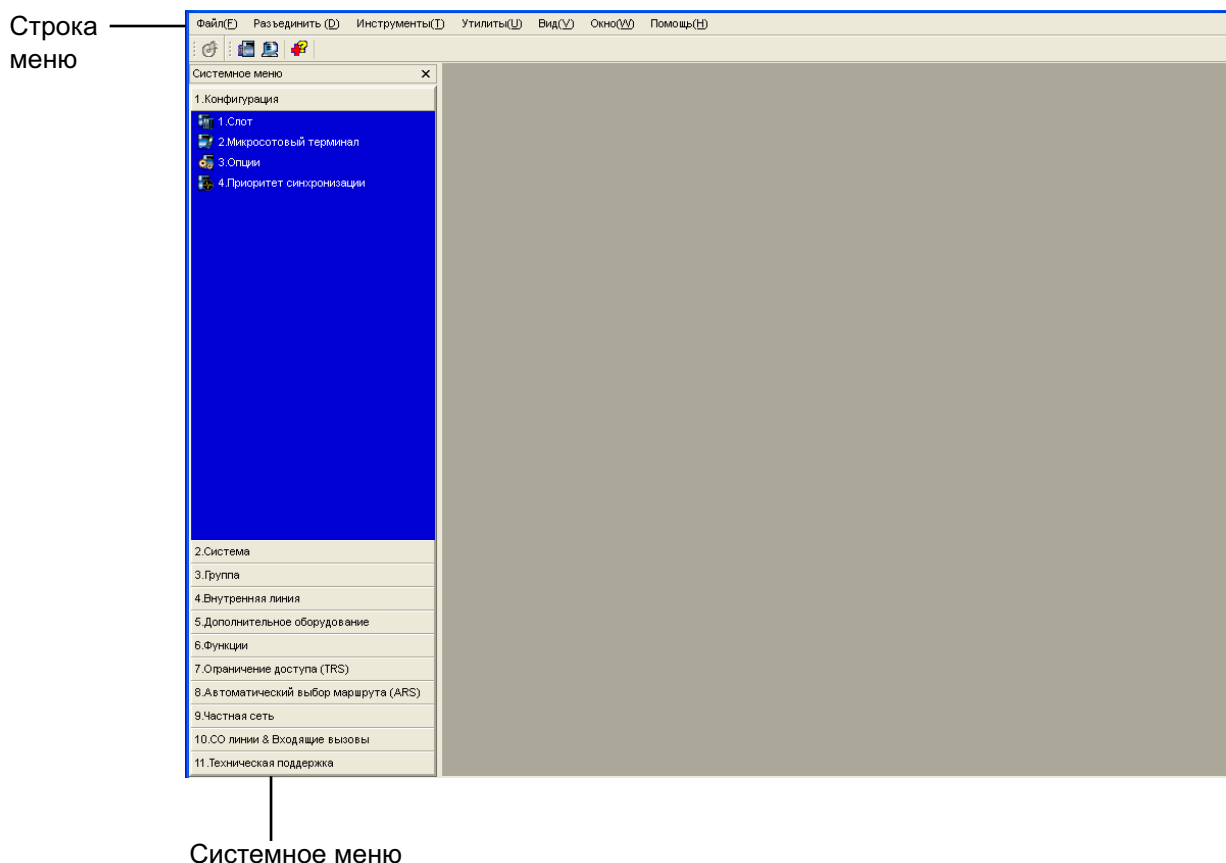 Строка
меню
Файл(F) Разъединить (D) Инструменты(T) Утилиты(U) Вид(V) Окно(W) Помощь(H)
Системное меню
1.Конфигурация
1.Слот
2.Микросотовый терминал
3.Опции
4.Приоритет синхронизации
2.Система
3.Группа
4.Внутренняя линия
5.Дополнительное оборудование
6.Функции
7.Ограничение доступа (TRS)
8.Автоматический выбор маршрута (ARS)
9.Частная сеть
10.CO линии & Входящие вызовы
11.Техническая поддержка
Системное меню